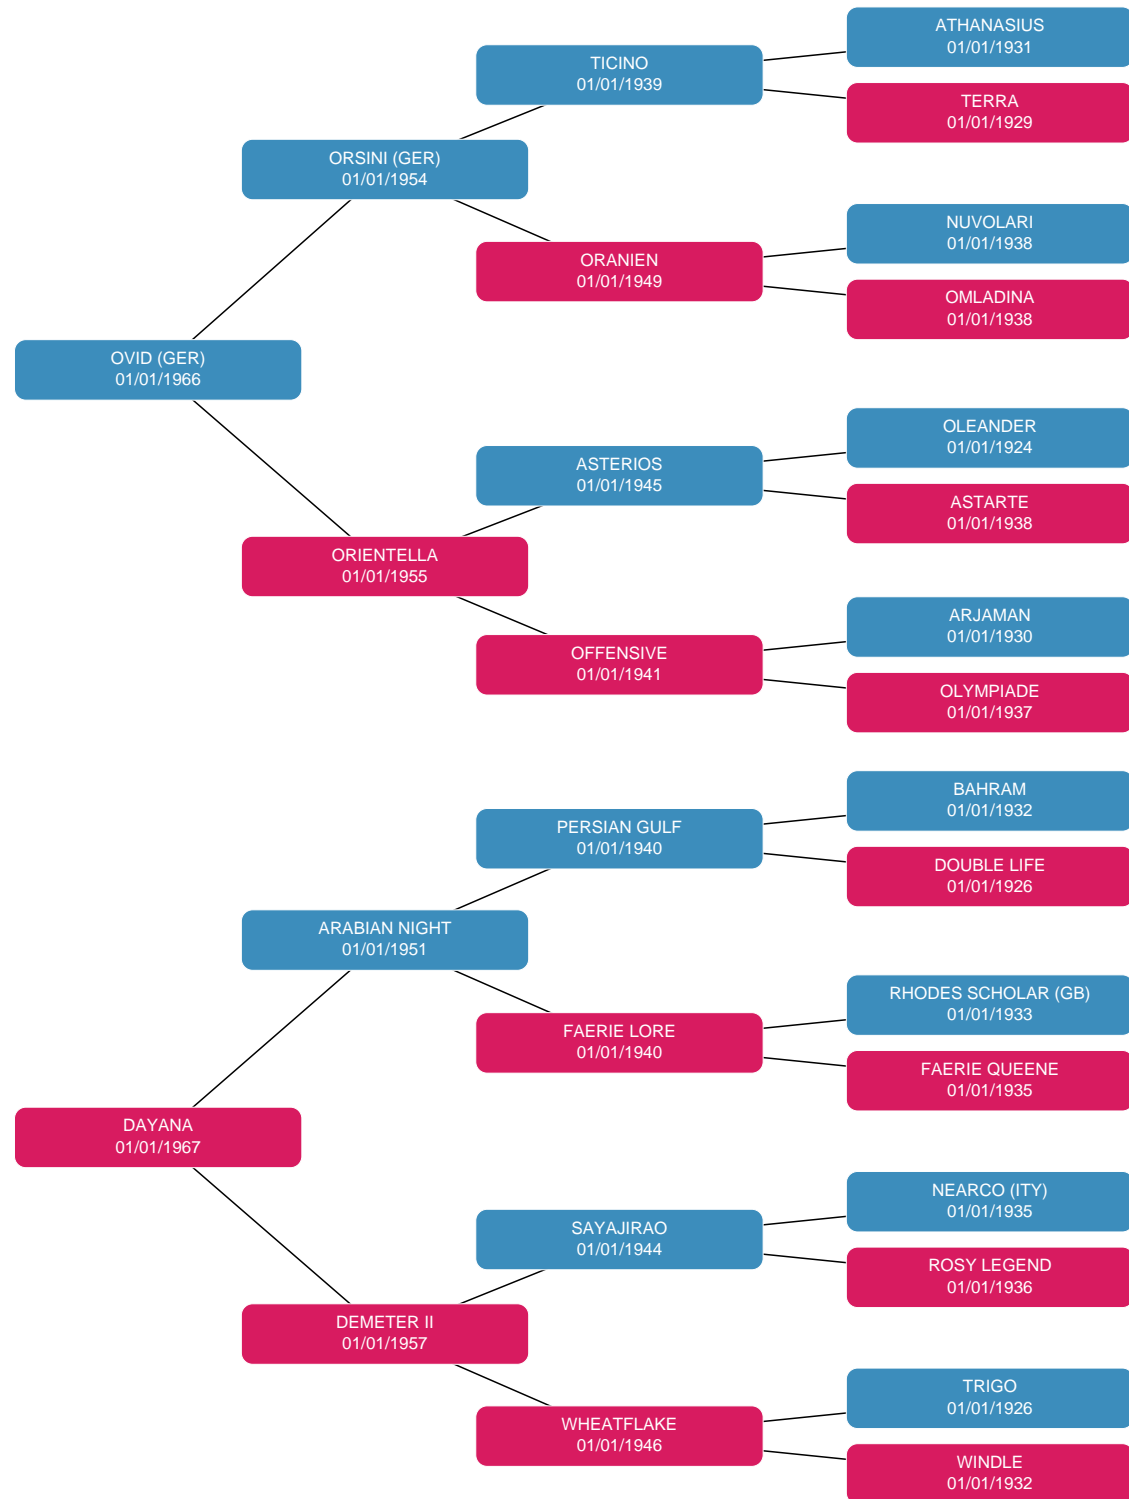 ATHANASIUS
01/01/1931
TICINO
01/01/1939
TERRA
01/01/1929
ORSINI (GER)
01/01/1954
NUVOLARI
01/01/1938
ORANIEN
01/01/1949
OMLADINA
01/01/1938
OVID (GER)
01/01/1966
OLEANDER
01/01/1924
ASTERIOS
01/01/1945
ASTARTE
01/01/1938
ORIENTELLA
01/01/1955
ARJAMAN
01/01/1930
OFFENSIVE
01/01/1941
OLYMPIADE
01/01/1937
BAHRAM
01/01/1932
PERSIAN GULF
01/01/1940
DOUBLE LIFE
01/01/1926
ARABIAN NIGHT
01/01/1951
RHODES SCHOLAR (GB)
01/01/1933
FAERIE LORE
01/01/1940
FAERIE QUEENE
01/01/1935
DAYANA
01/01/1967
NEARCO (ITY)
01/01/1935
SAYAJIRAO
01/01/1944
ROSY LEGEND
01/01/1936
DEMETER II
01/01/1957
TRIGO
01/01/1926
WHEATFLAKE
01/01/1946
WINDLE
01/01/1932